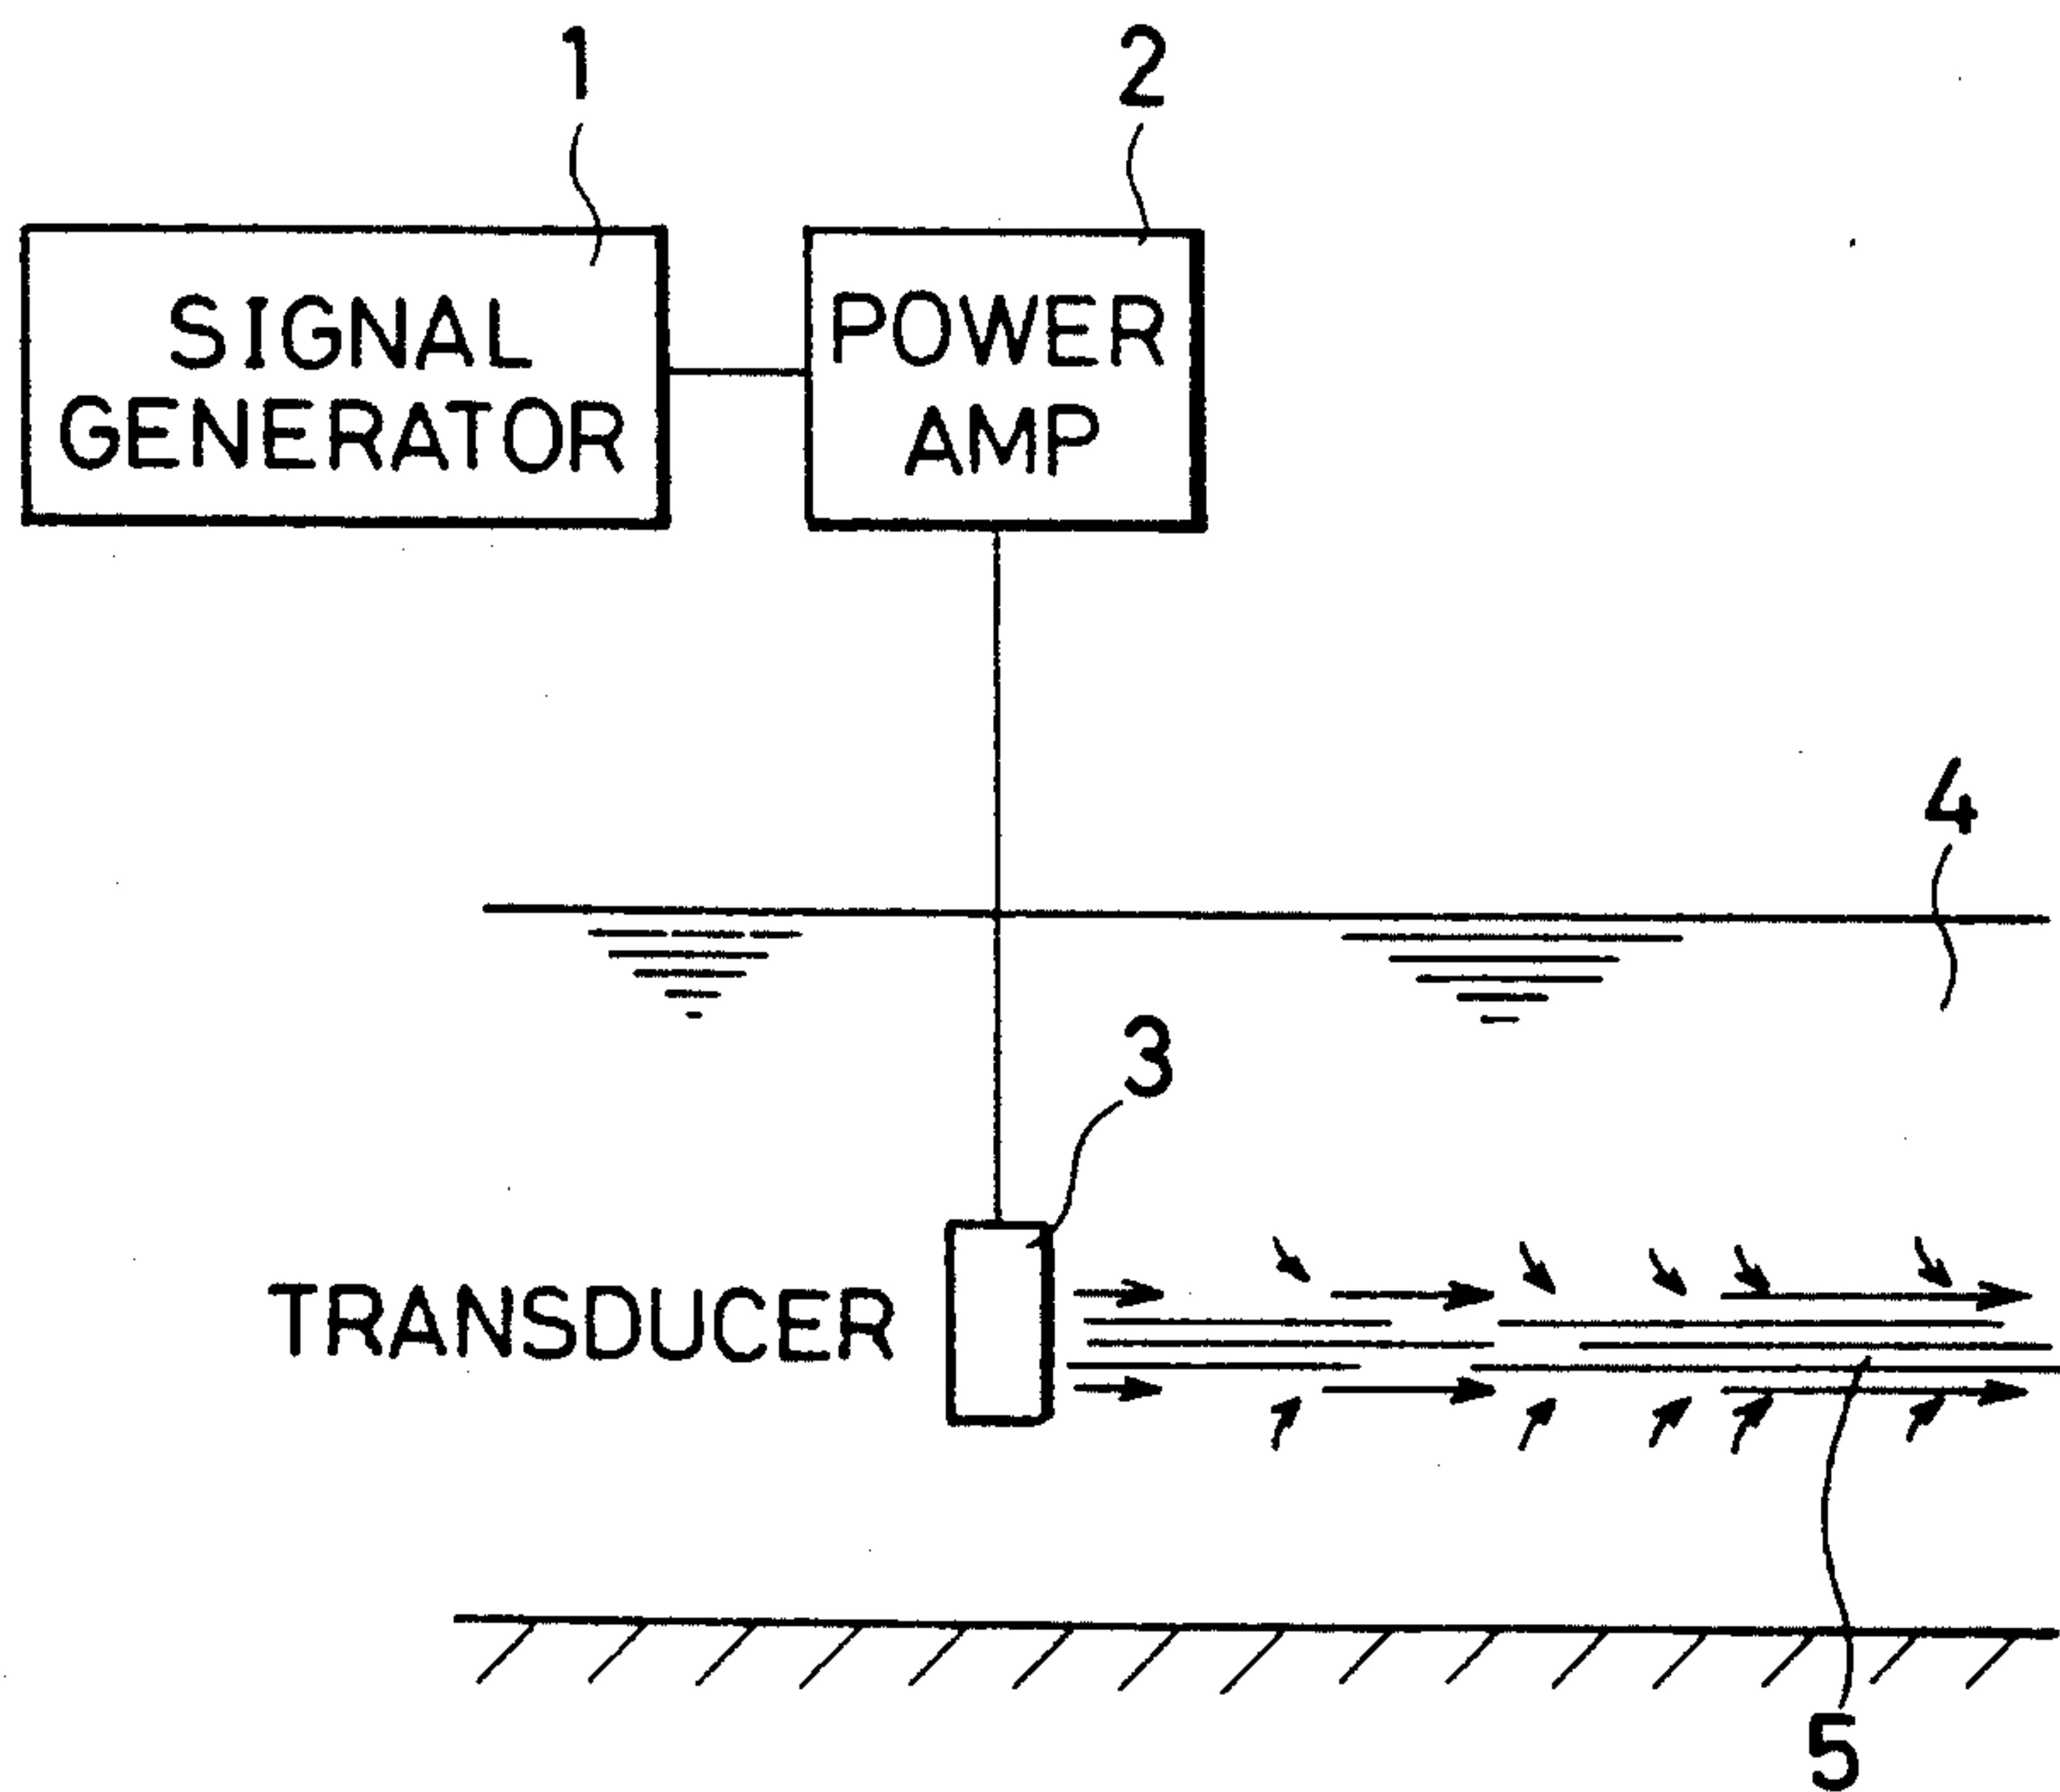 1
2
SIGNAL
GENERATOR
POWER
AMP
4
3
TRANSDUCER
5